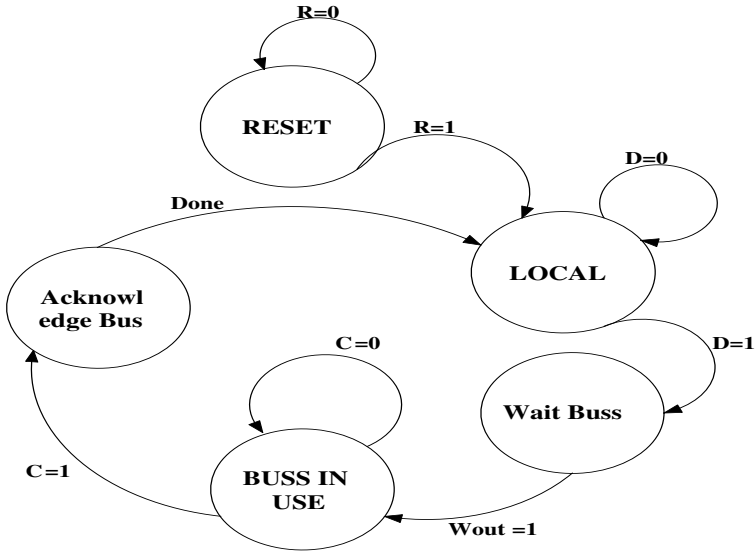 R=0
RESET
R=1
D=0
Done
LOCAL
Acknowl
edge Bus
D=1
C=0
Wait Buss
C=1
BUSS IN
USE
Wout =1